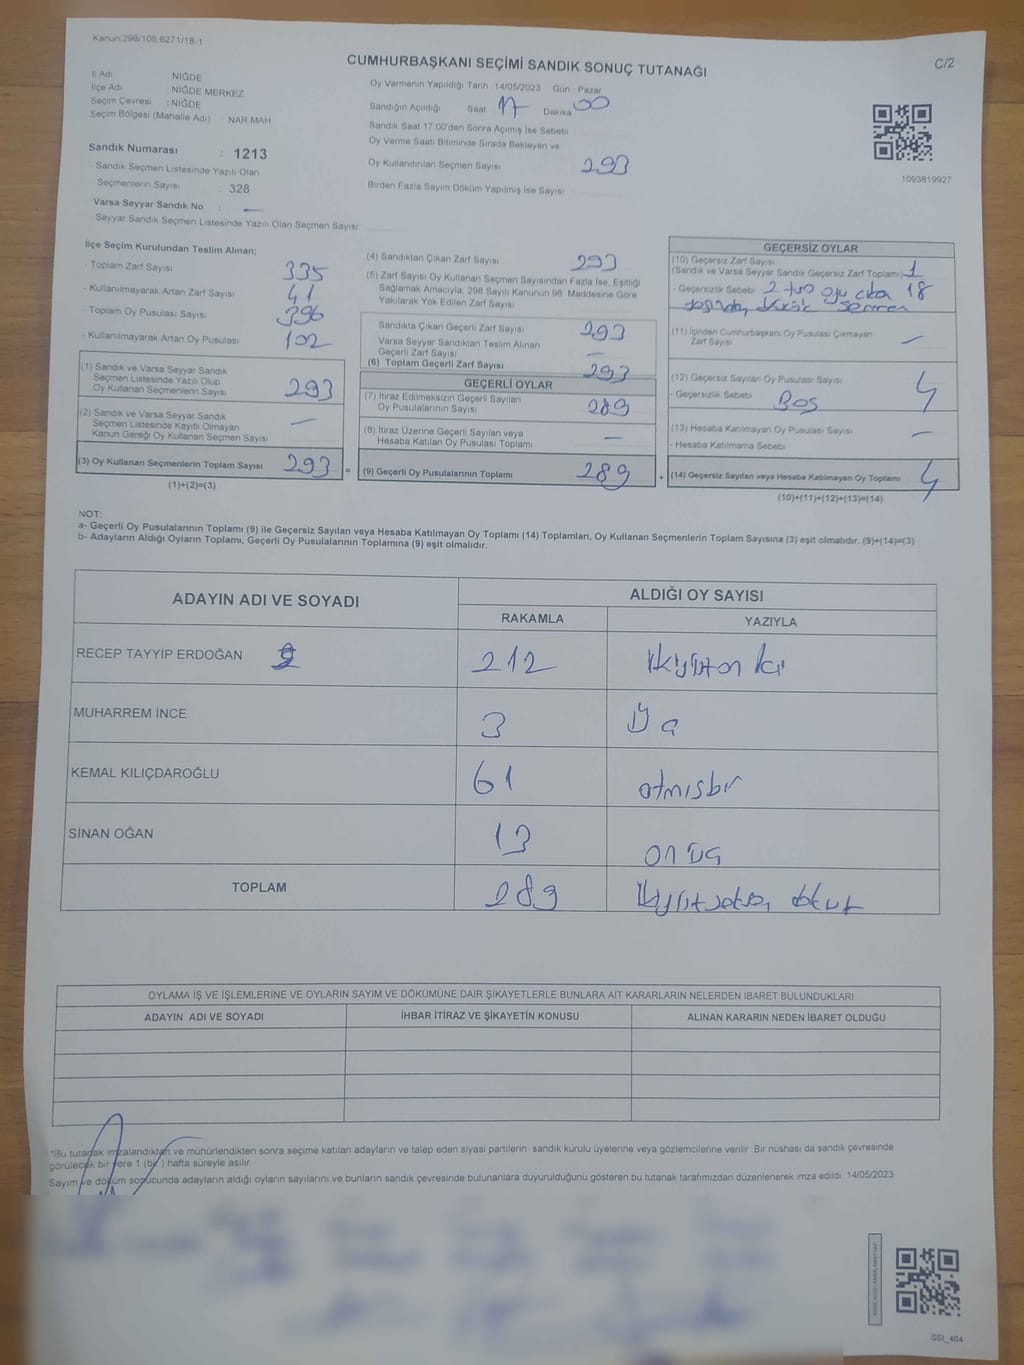 Kanun:298/105,6271/18-1
CUMHURBAŞKANI SEÇİMİ SANDIK SONUÇ TUTANAĞI
C/2
İl Adı NİĞDE
İlçe Adı : NİĞDE MERKEZ
Seçim Çevresi : NİĞDE
Seçim Bölgesi (Mahalle Adı) NAR MAH.
Sandık Numarası : 1213
Sandık Seçmen Listesinde Yazılı Olan
Seçmenlerin Sayısı : 328
Varsa Seyyar Sandık No : —
Seyyar Sandık Seçmen Listesinde Yazılı Olan Seçmen Sayısı:
Oy Vermenin Yapıldığı Tarih 14/05/2023 Gün : Pazar
Sandığın Açıldığı Saat 17 Dakika 00
Sandık Saat 17:00'den Sonra Açımış İse Sebebi
Oy Verme Saati Bitiminde Sırada Bekleyen ve
Oy Kullandırılan Seçmen Sayısı 293
Birden Fazla Sayım Döküm Yapılmış İse Sayısı :
1093819927
İlçe Seçim Kurulundan Teslim Alınan;
- Toplam Zarf Sayısı 335
- Kullanılmayarak Artan Zarf Sayısı 41
- Toplam Oy Pusulası Sayısı 396
- Kullanılmayarak Artan Oy Pusulası 102
(1) Sandık ve Varsa Seyyar Sandık
Seçmen Listesinde Yazılı Olup
Oy Kullanan Seçmenlerin Sayısı 293
(2) Sandık ve Varsa Seyyar Sandık
Seçmen Listesinde Kayıtlı Olmayan
Kanun Gereği Oy Kullanan Seçmen Sayısı —
(3) Oy Kullanan Seçmenlerin Toplam Sayısı 293 =
(1)+(2)=(3)
(4) Sandıktan Çıkan Zarf Sayısı 293
(5) Zarf Sayısı Oy Kullanan Seçmen Sayısından Fazla İse, Eşitliği
Sağlamak Amacıyla, 298 Sayılı Kanunun 98. Maddesine Göre
Yakılarak Yok Edilen Zarf Sayısı
Sandıkta Çıkan Geçerli Zarf Sayısı 293
Varsa Seyyar Sandıktan Teslim Alınan
Geçerli Zarf Sayısı —
(6) Toplam Geçerli Zarf Sayısı 293
GEÇERLİ OYLAR
(7) İtiraz Edilmeksizin Geçerli Sayılan
Oy Pusulalarının Sayısı 289
(8) İtiraz Üzerine Geçerli Sayılan veya
Hesaba Katılan Oy Pusulası Toplamı —
(9) Geçerli Oy Pusulalarının Toplamı 289 +
GEÇERSİZ OYLAR
(10) Geçersiz Zarf Sayısı
(Sandık ve Varsa Seyyar Sandık Geçersiz Zarf Toplamı) 1
- Geçersizlik Sebebi 2 18
(11) İçinden Cumhurbaşkanı Oy Pusulası Çıkmayan
Zarf Sayısı —
(12) Geçersiz Sayılan Oy Pusulası Sayısı 4
- Geçersizlik Sebebi Boş
(13) Hesaba Katılmayan Oy Pusulası Sayısı —
- Hesaba Katılmama Sebebi
(14) Geçersiz Sayılan veya Hesaba Katılmayan Oy Toplamı 4
(10)+(11)+(12)+(13)=(14)
NOT:
a- Geçerli Oy Pusulalarının Toplamı (9) ile Geçersiz Sayılan veya Hesaba Katılmayan Oy Toplamı (14) Toplamları, Oy Kullanan Seçmenlerin Toplam Sayısına (3) eşit olmalıdır. (9)+(14)=(3)
b- Adayların Aldığı Oyların Toplamı, Geçerli Oy Pusulalarının Toplamına (9) eşit olmalıdır.
ADAYIN ADI VE SOYADI
ALDIĞI OY SAYISI
RAKAMLA YAZIYLA
RECEP TAYYİP ERDOĞAN 212 ikiyüzon iki
MUHARREM İNCE 3 Üç
KEMAL KILIÇDAROĞLU 61 atmışbir
SİNAN OĞAN 13 onüç
TOPLAM 289 ikiyüzseksen dokuz
OYLAMA İŞ VE İŞLEMLERİNE VE OYLARIN SAYIM VE DÖKÜMÜNE DAİR ŞİKAYETLERLE BUNLARA AİT KARARLARIN NELERDEN İBARET BULUNDUKLARI
ADAYIN ADI VE SOYADI İHBAR İTİRAZ VE ŞİKAYETİN KONUSU ALINAN KARARIN NEDEN İBARET OLDUĞU
*Bu tutanak imzalandıktan ve mühürlendikten sonra seçime katılan adayların ve talep eden siyasi partilerin sandık kurulu üyelerine veya gözlemcilerine verilir. Bir nüshası da sandık çevresinde
görülecek bir yere 1 (bir) hafta süreyle asılır.
Sayım ve döküm sonucunda adayların aldığı oyların sayılarını ve bunların sandık çevresinde bulunanlara duyurulduğunu gösteren bu tutanak tarafımızdan düzenlenerek imza edildi. 14/05/2023
SSI_404